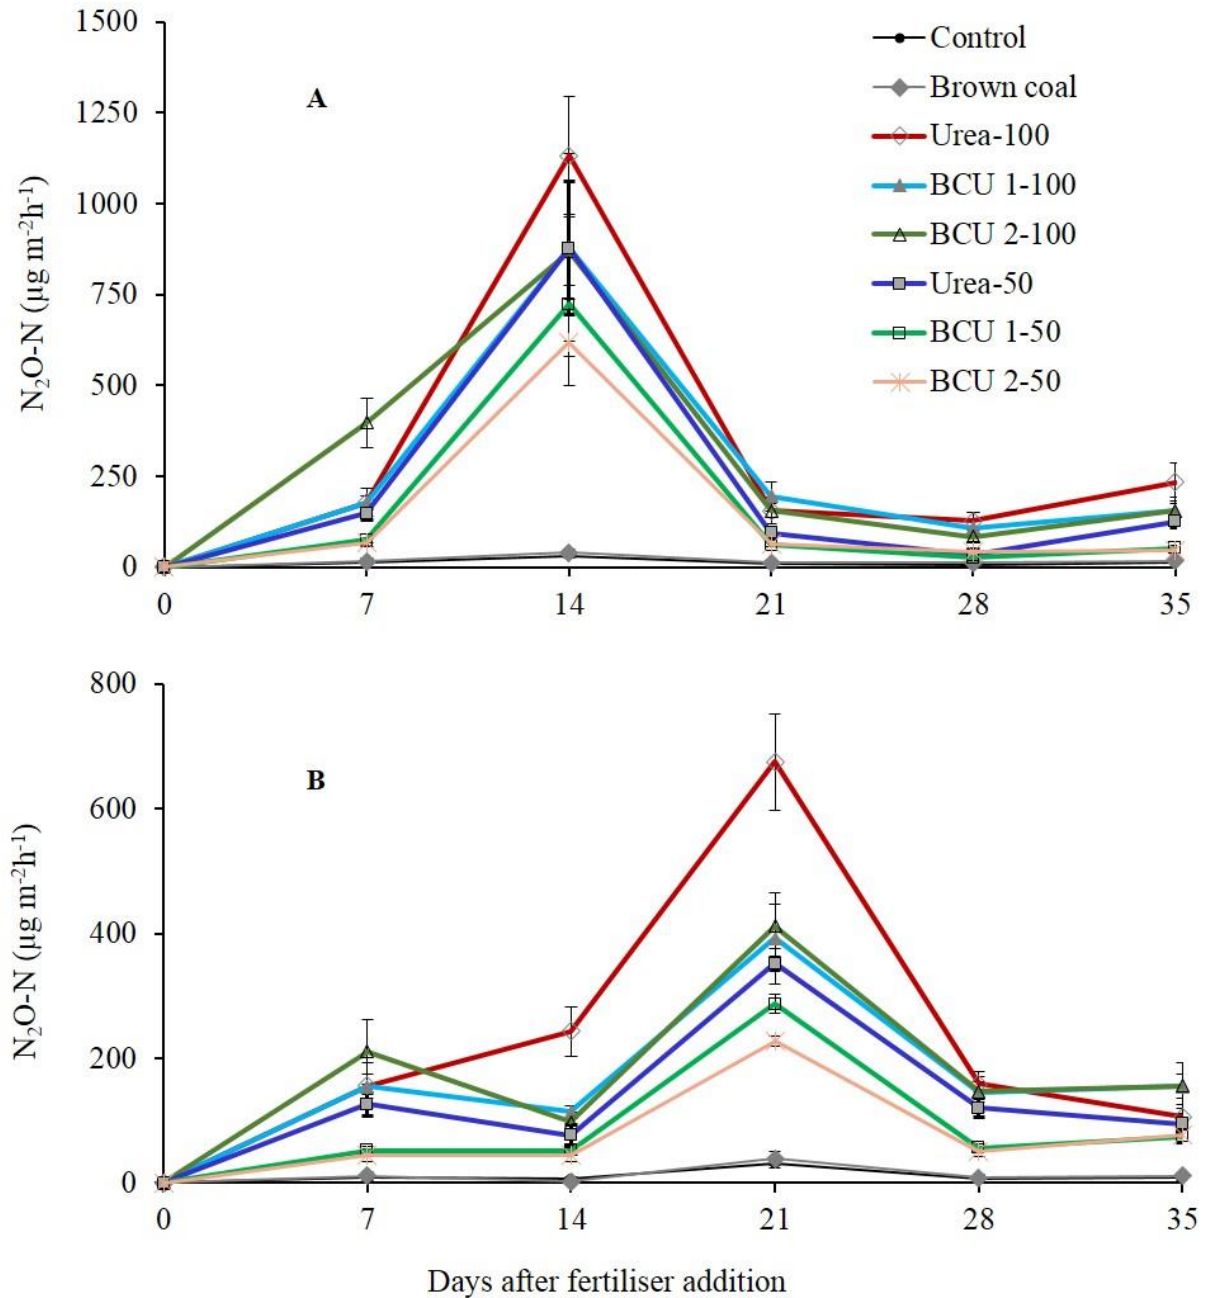 1500
1250
1000
750
500
250
0
N₂O-N (µg m⁻²h⁻¹)
A
Control
Brown coal
Urea-100
BCU 1-100
BCU 2-100
Urea-50
BCU 1-50
BCU 2-50
0 7 14 21 28 35
800
600
400
200
0
N₂O-N (µg m⁻²h⁻¹)
B
0 7 14 21 28 35
Days after fertiliser addition